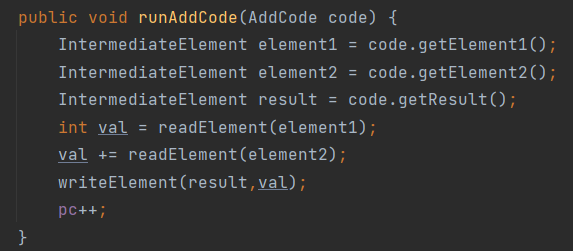 public void runAddCode(AddCode code) {
    IntermediateElement element1 = code.getElement1();
    IntermediateElement element2 = code.getElement2();
    IntermediateElement result = code.getResult();
    int val = readElement(element1);
    val += readElement(element2);
    writeElement(result,val);
    pc++;
}